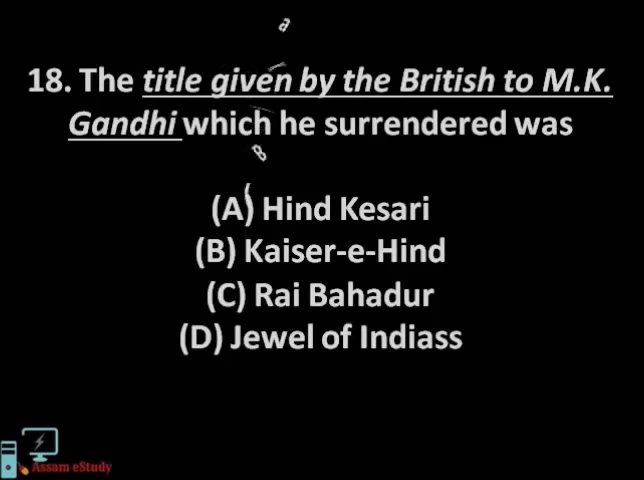 18. The title given by the British to M.K.
Gandhi which he surrendered was
(A) Hind Kesari
(B) Kaiser-e-Hind
(C) Rai Bahadur
(D) Jewel of Indiass
Assam eStudy